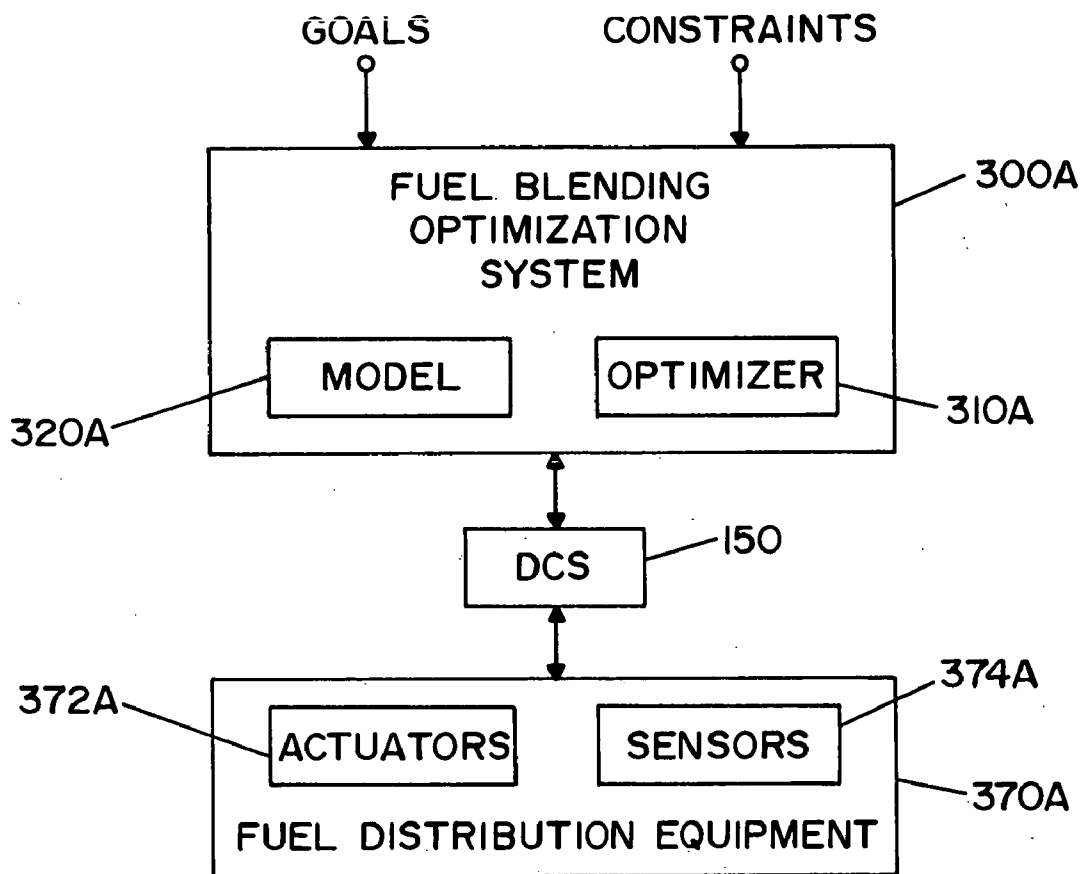 GOALS CONSTRAINTS
FUEL BLENDING
OPTIMIZATION
SYSTEM
300A
MODEL
OPTIMIZER
320A
310A
DCS
150
372A
374A
ACTUATORS
SENSORS
370A
FUEL DISTRIBUTION EQUIPMENT